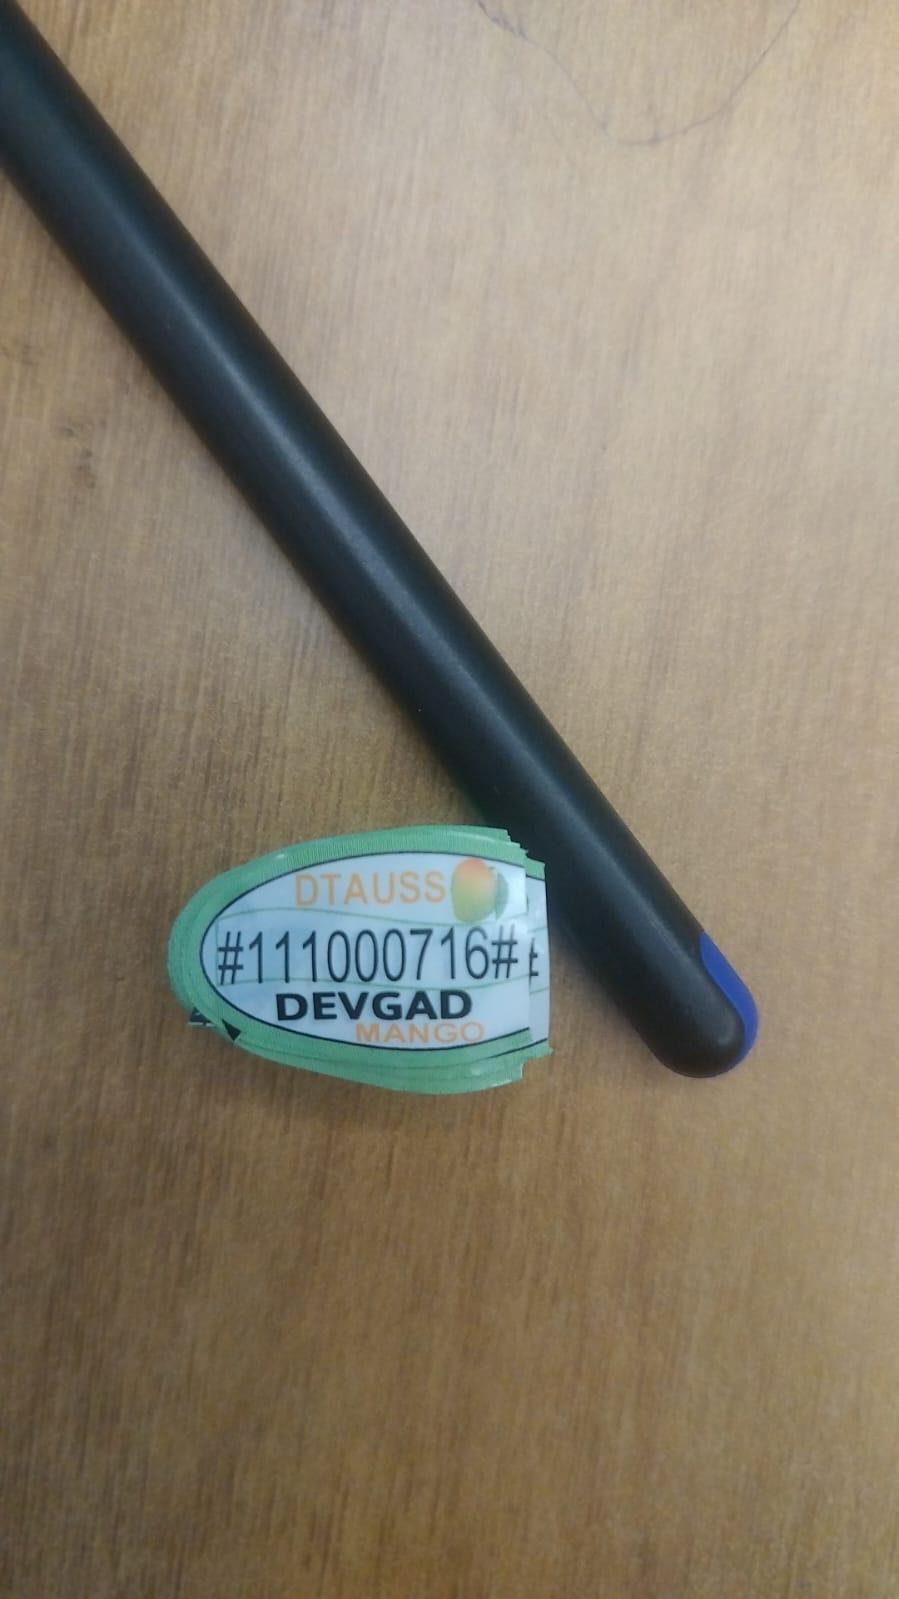 DTAUSS
#111000716#
DEVGAD
MANGO